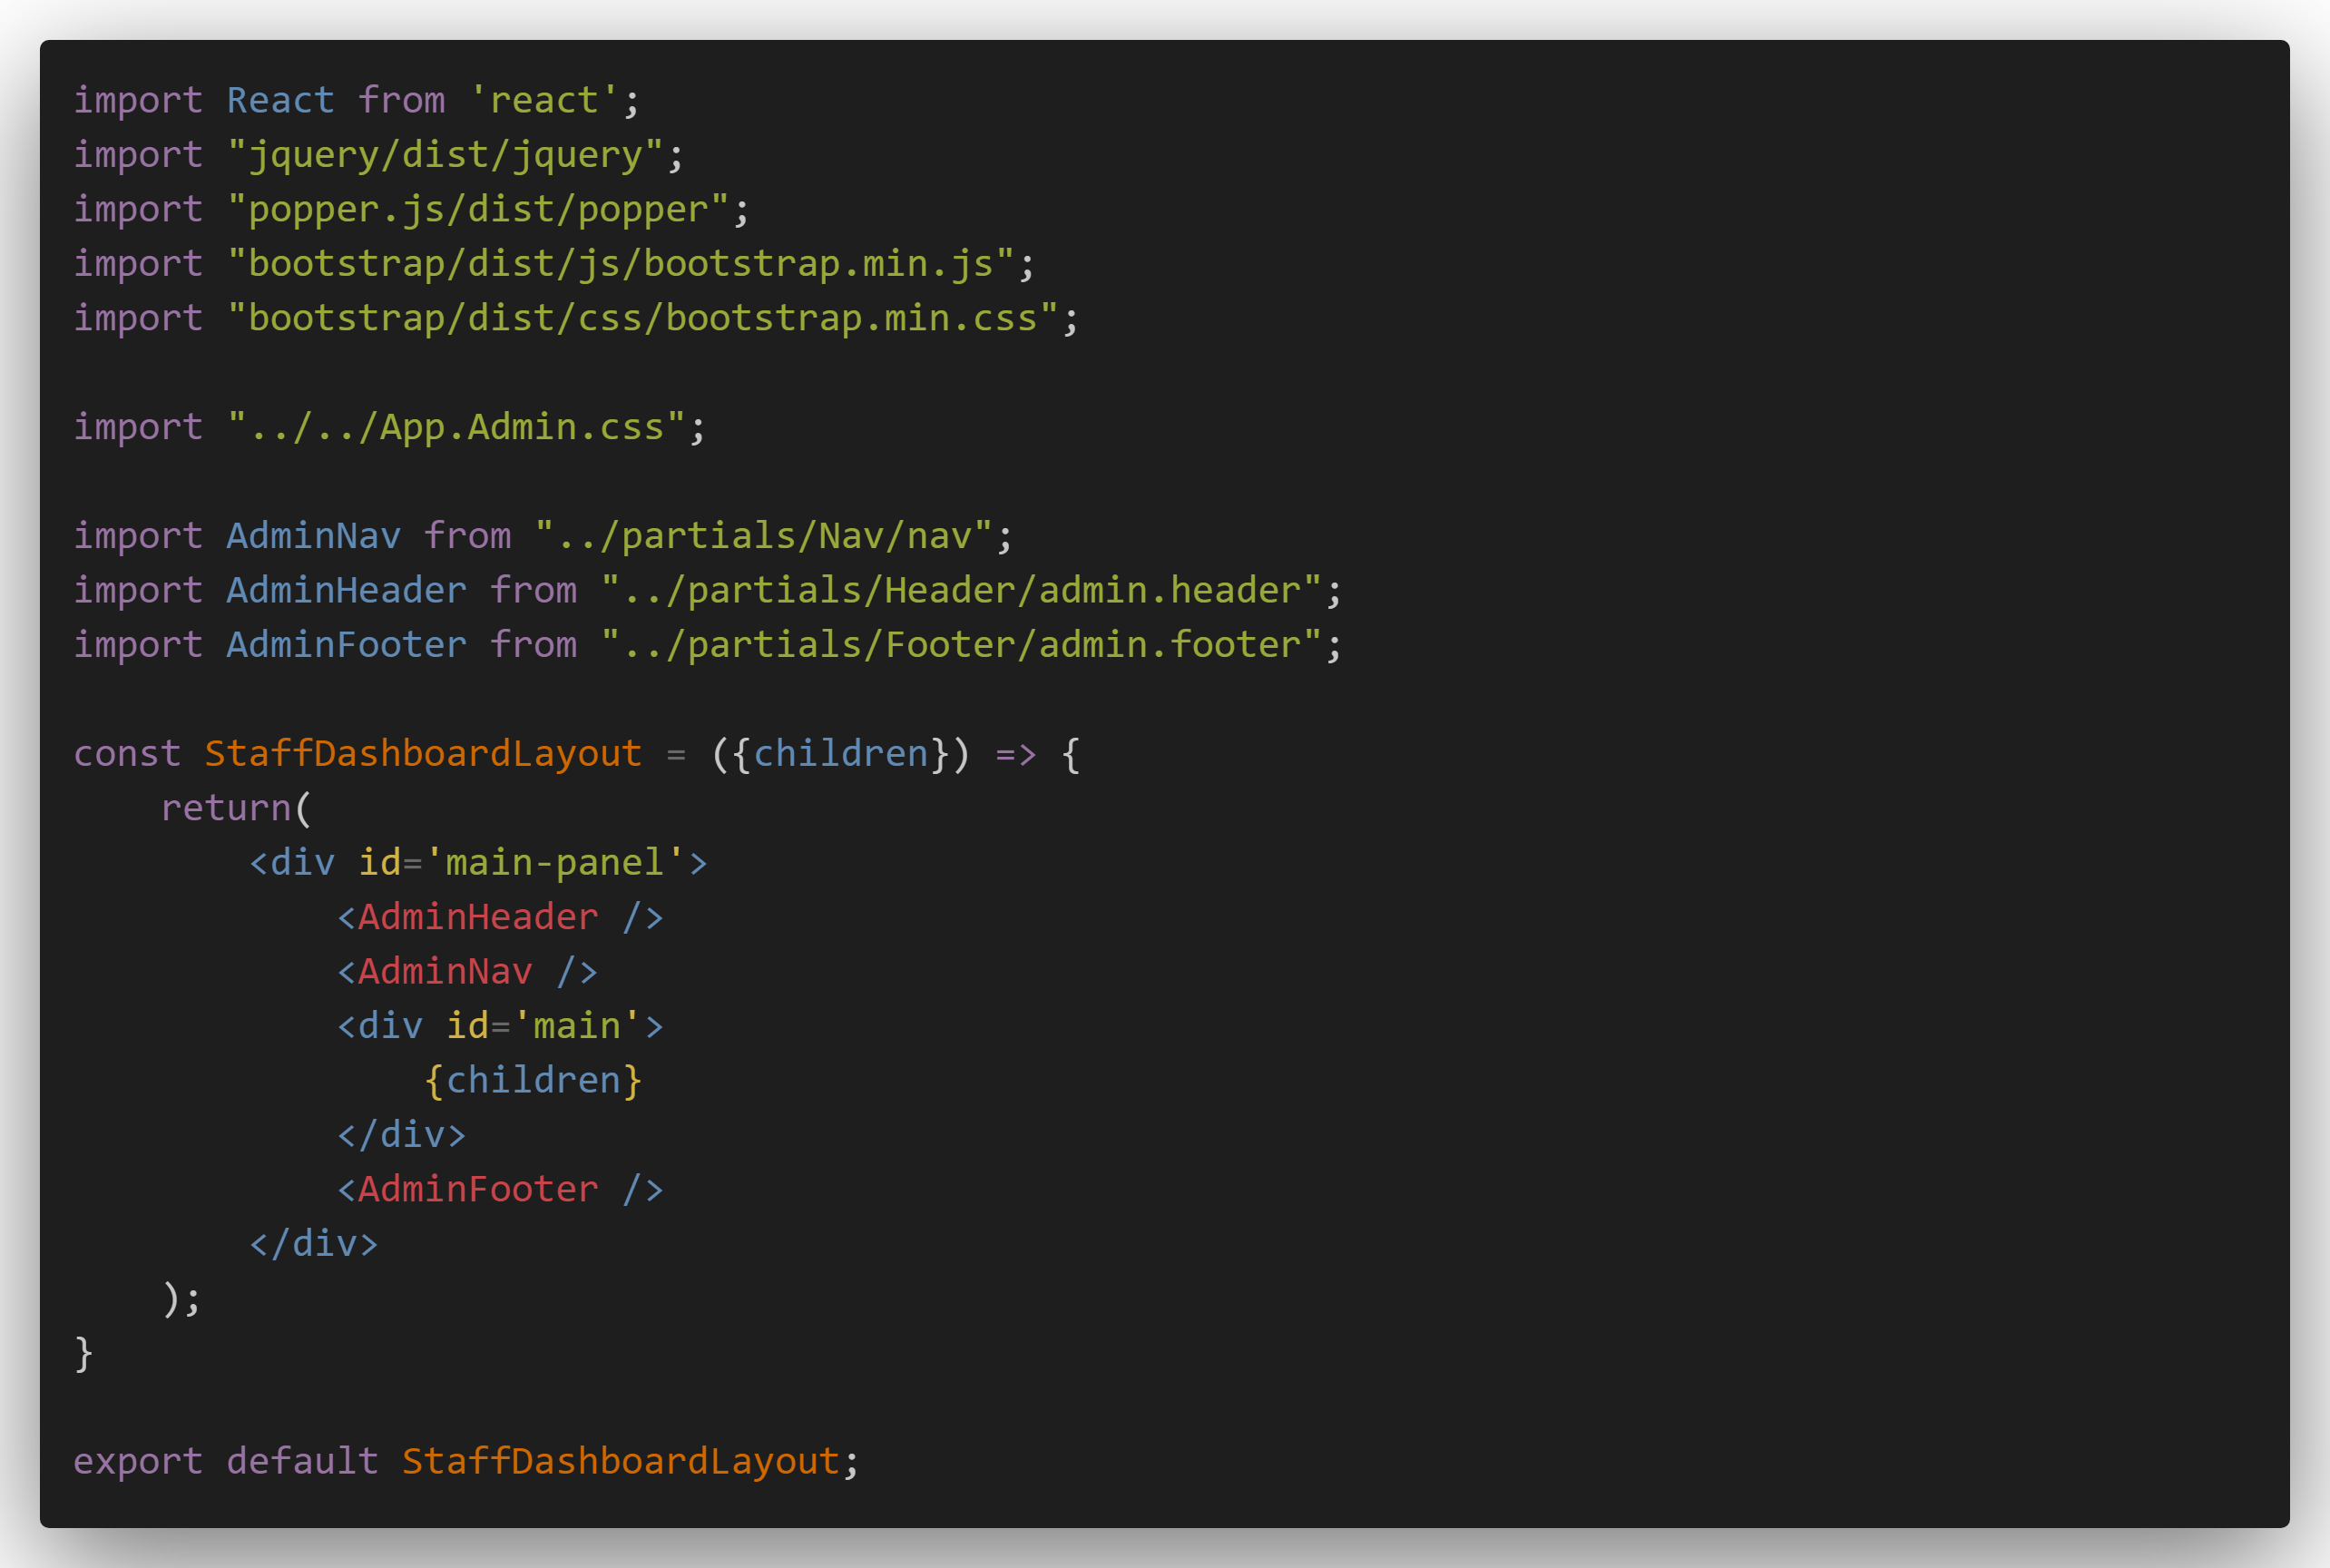 import React from 'react';
import "jquery/dist/jquery";
import "popper.js/dist/popper";
import "bootstrap/dist/js/bootstrap.min.js";
import "bootstrap/dist/css/bootstrap.min.css";

import "../../App.Admin.css";

import AdminNav from "../partials/Nav/nav";
import AdminHeader from "../partials/Header/admin.header";
import AdminFooter from "../partials/Footer/admin.footer";

const StaffDashboardLayout = ({children}) => {
    return(
        <div id='main-panel'>
            <AdminHeader />
            <AdminNav />
            <div id='main'>
                {children}
            </div>
            <AdminFooter />
        </div>
    );
}

export default StaffDashboardLayout;